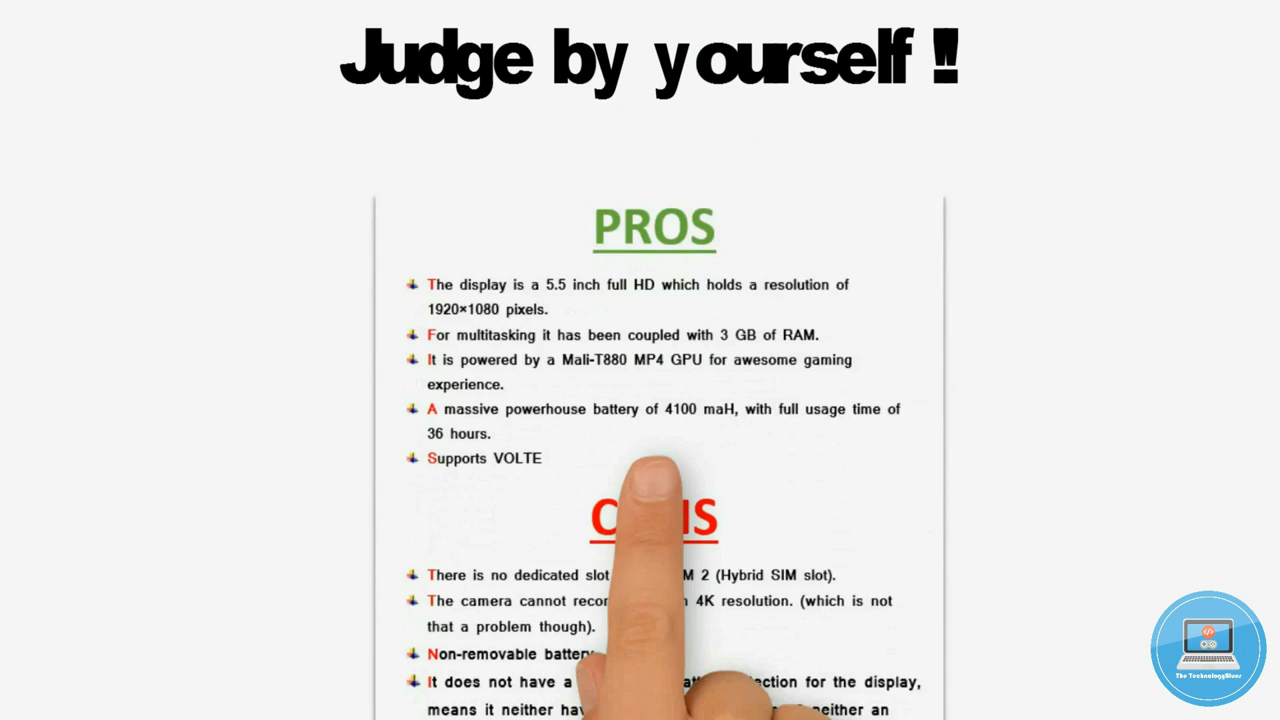 Judge by yourself !!
PROS
The display is a 5.5 inch full HD which holds a resolution of
1920×1080 pixels.
For multitasking it has been coupled with 3 GB of RAM.
It is powered by a Mali-T880 MP4 GPU for awesome gaming
experience.
A massive powerhouse battery of 4100 maH, with full usage time of
36 hours.
Supports VOLTE
There is no dedicated slot 2 (Hybrid SIM slot).
The camera cannot 4K resolution. (which is not
that a problem though).
Non-removable battery
It does not have a for the display,
means it neither neither an
The TechnologyBlues